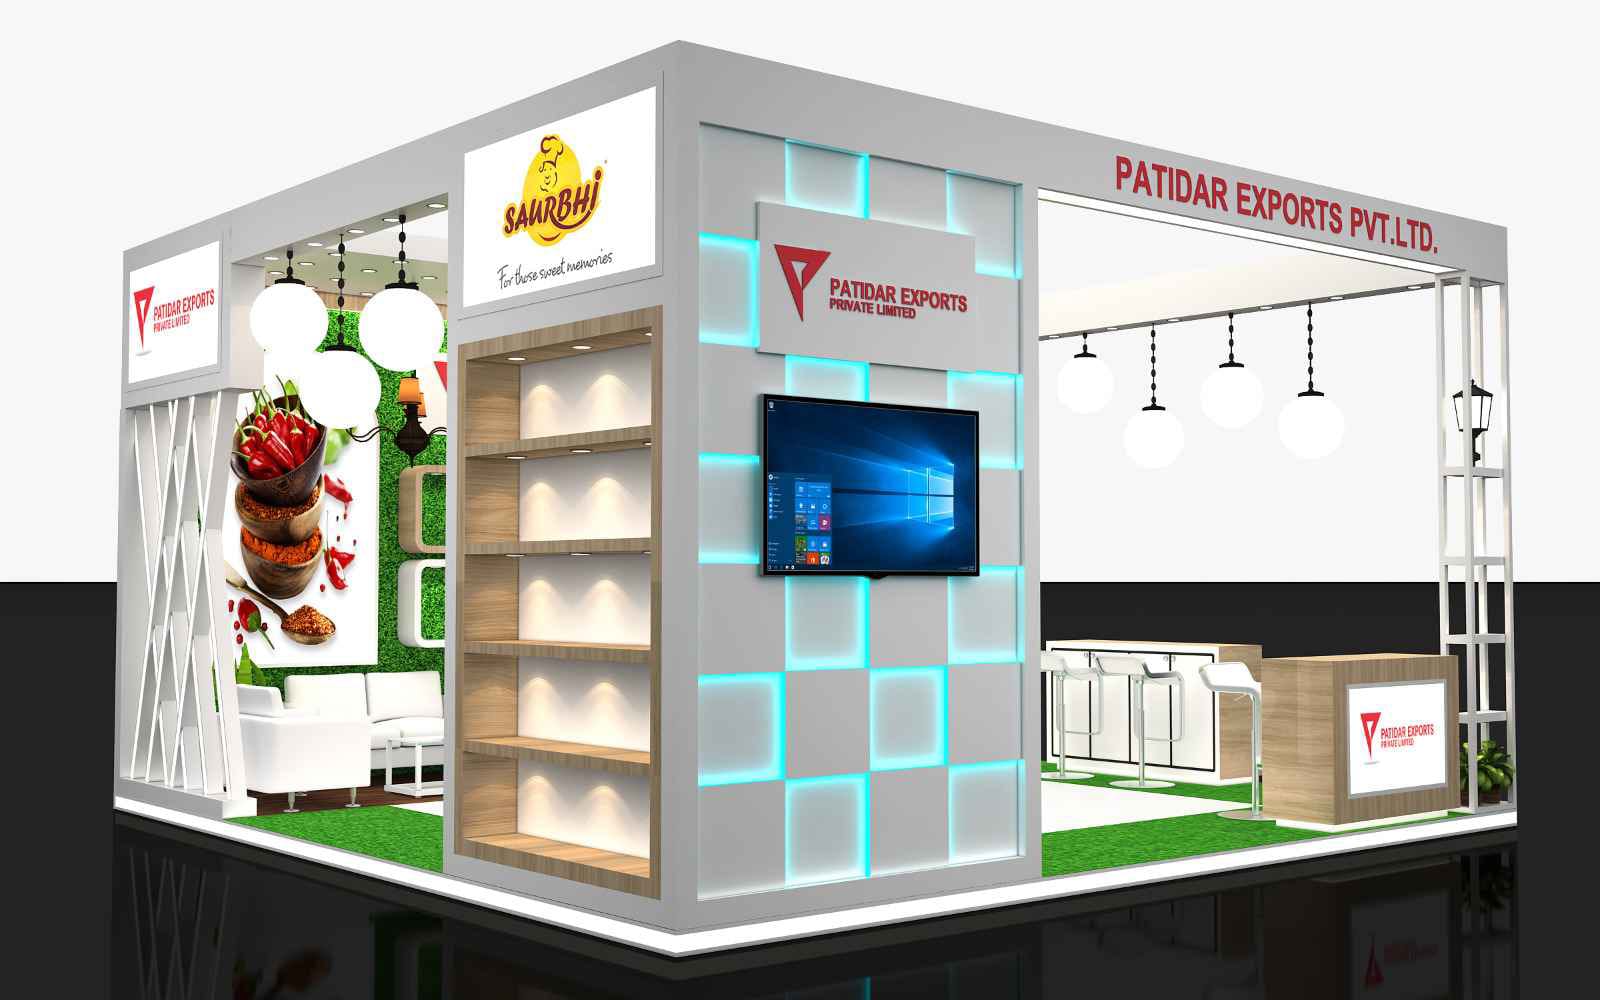 PATIDAR EXPORTS
PRIVATE LIMITED
SAURBHI
For those sweet memories
PATIDAR EXPORTS
PRIVATE LIMITED
PATIDAR EXPORTS PVT.LTD.
PATIDAR EXPORTS
PRIVATE LIMITED